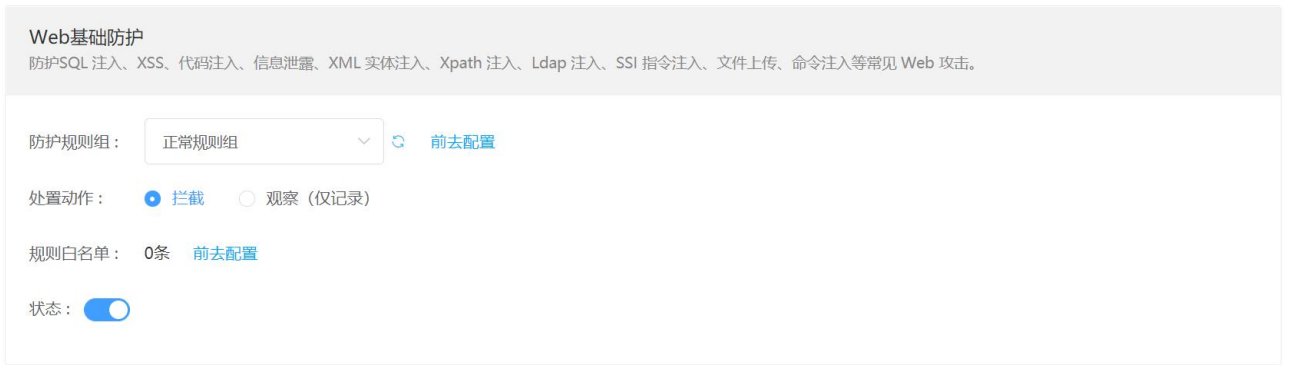 Web基础防护
防护SQL 注入、XSS、代码注入、信息泄露、XML 实体注入、Xpath 注入、Ldap 注入、SSI 指令注入、文件上传、命令注入等常见 Web 攻击。
防护规则组： 正常规则组 前去配置
处置动作： 拦截 观察（仅记录）
规则白名单： 0条 前去配置
状态：